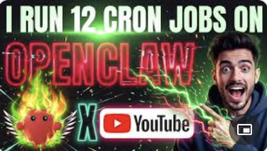 I RUN 12 CRON JOBS ON
OPENCLAW
X YouTube